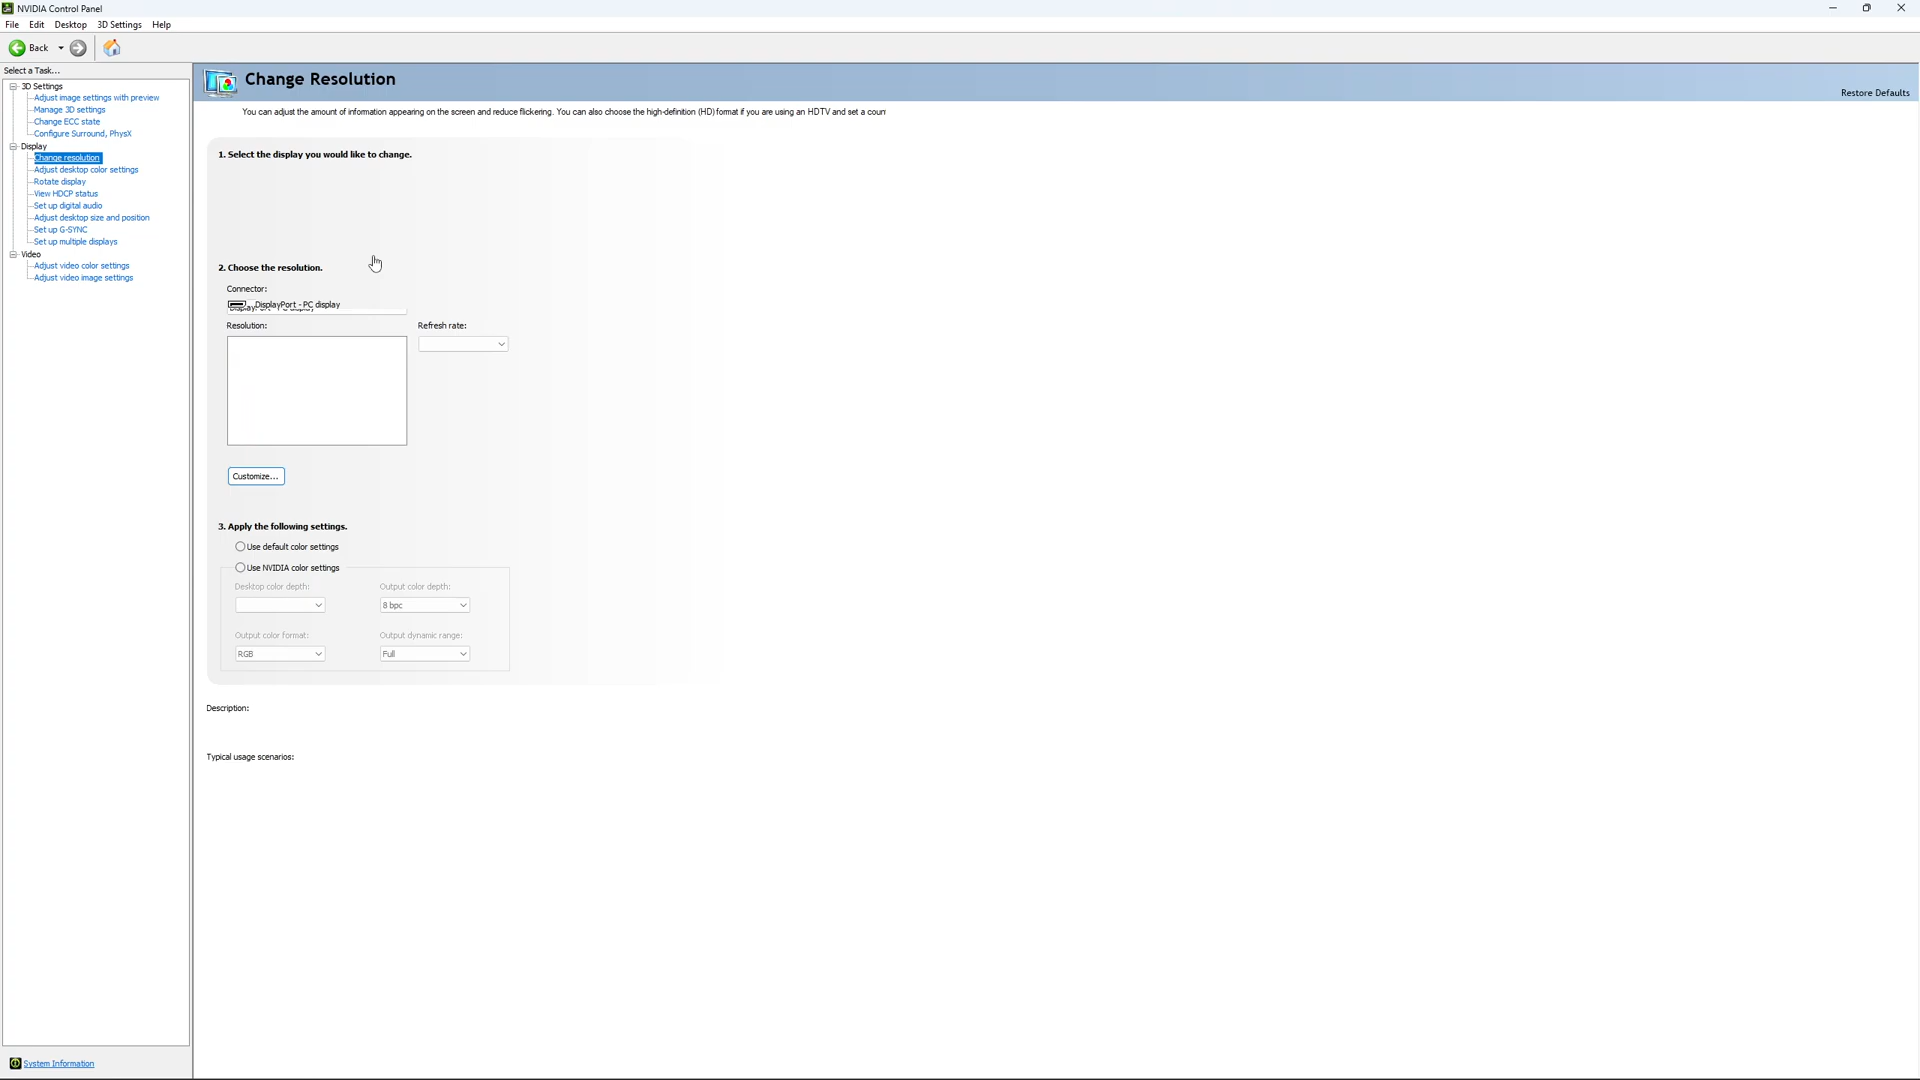 NVIDIA Control Panel
File Edit Desktop 3D Settings Help
Back
Select a Task...
3D Settings
Adjust image settings with preview
Manage 3D settings
Change ECC state
Configure Surround, PhysX
Display
Change resolution
Adjust desktop color settings
Rotate display
View HDCP status
Set up digital audio
Adjust desktop size and position
Set up G-SYNC
Set up multiple displays
Video
Adjust video color settings
Adjust video image settings
System Information
Change Resolution
Restore Defaults
You can adjust the amount of information appearing on the screen and reduce flickering. You can also choose the high-definition (HD) format if you are using an HDTV and set a coun
1. Select the display you would like to change.
2. Choose the resolution.
Connector:
DisplayPort - PC display
Resolution:
Refresh rate:
Customize...
3. Apply the following settings.
Use default color settings
Use NVIDIA color settings
Desktop color depth:
Output color depth:
8 bpc
Output color format:
Output dynamic range:
RGB
Full
Description:
Typical usage scenarios: